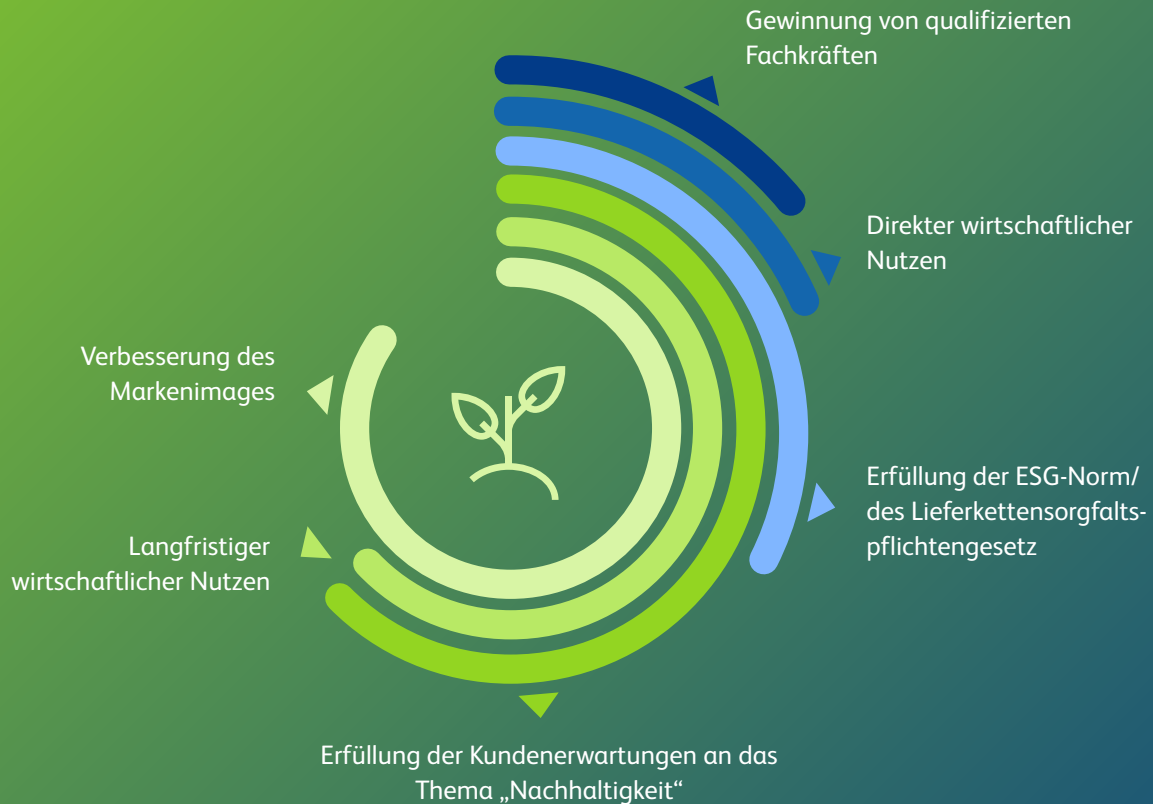 Gewinnung von qualifizierten
Fachkräften
Direkter wirtschaftlicher
Nutzen
Verbesserung des
Markenimages
Erfüllung der ESG-Norm/
des Lieferkettensorgfalts-
pflichtengesetz
Langfristiger
wirtschaftlicher Nutzen
Erfüllung der Kundenerwartungen an das
Thema „Nachhaltigkeit“